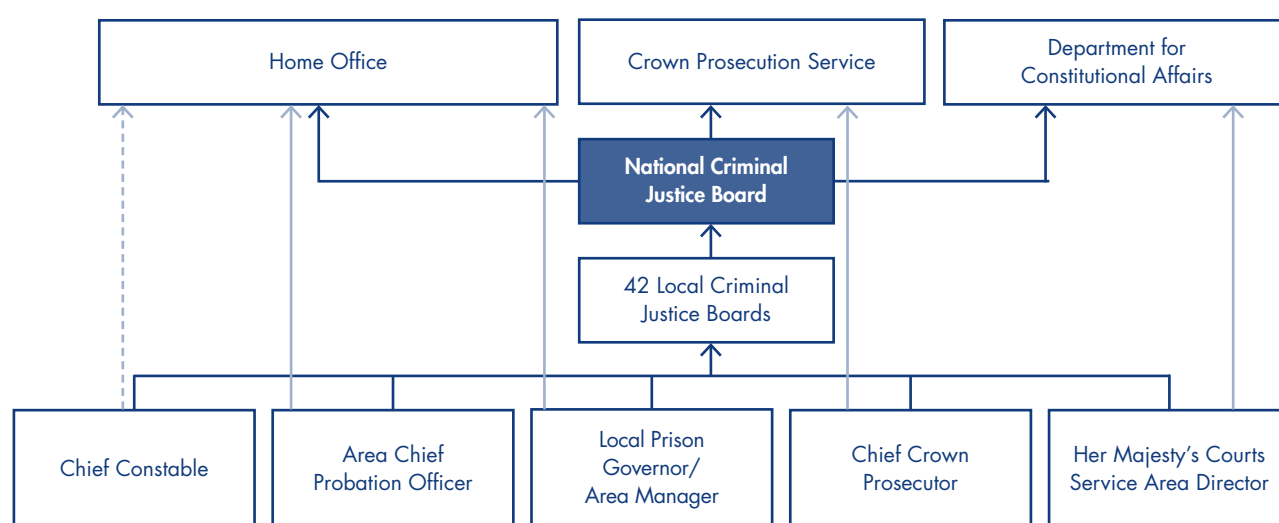 Home Office
Crown Prosecution Service
Department for
Constitutional Affairs
National Criminal
Justice Board
42 Local Criminal
Justice Boards
Chief Constable
Area Chief
Probation Officer
Local Prison
Governor/
Area Manager
Chief Crown
Prosecutor
Her Majesty’s Courts
Service Area Director